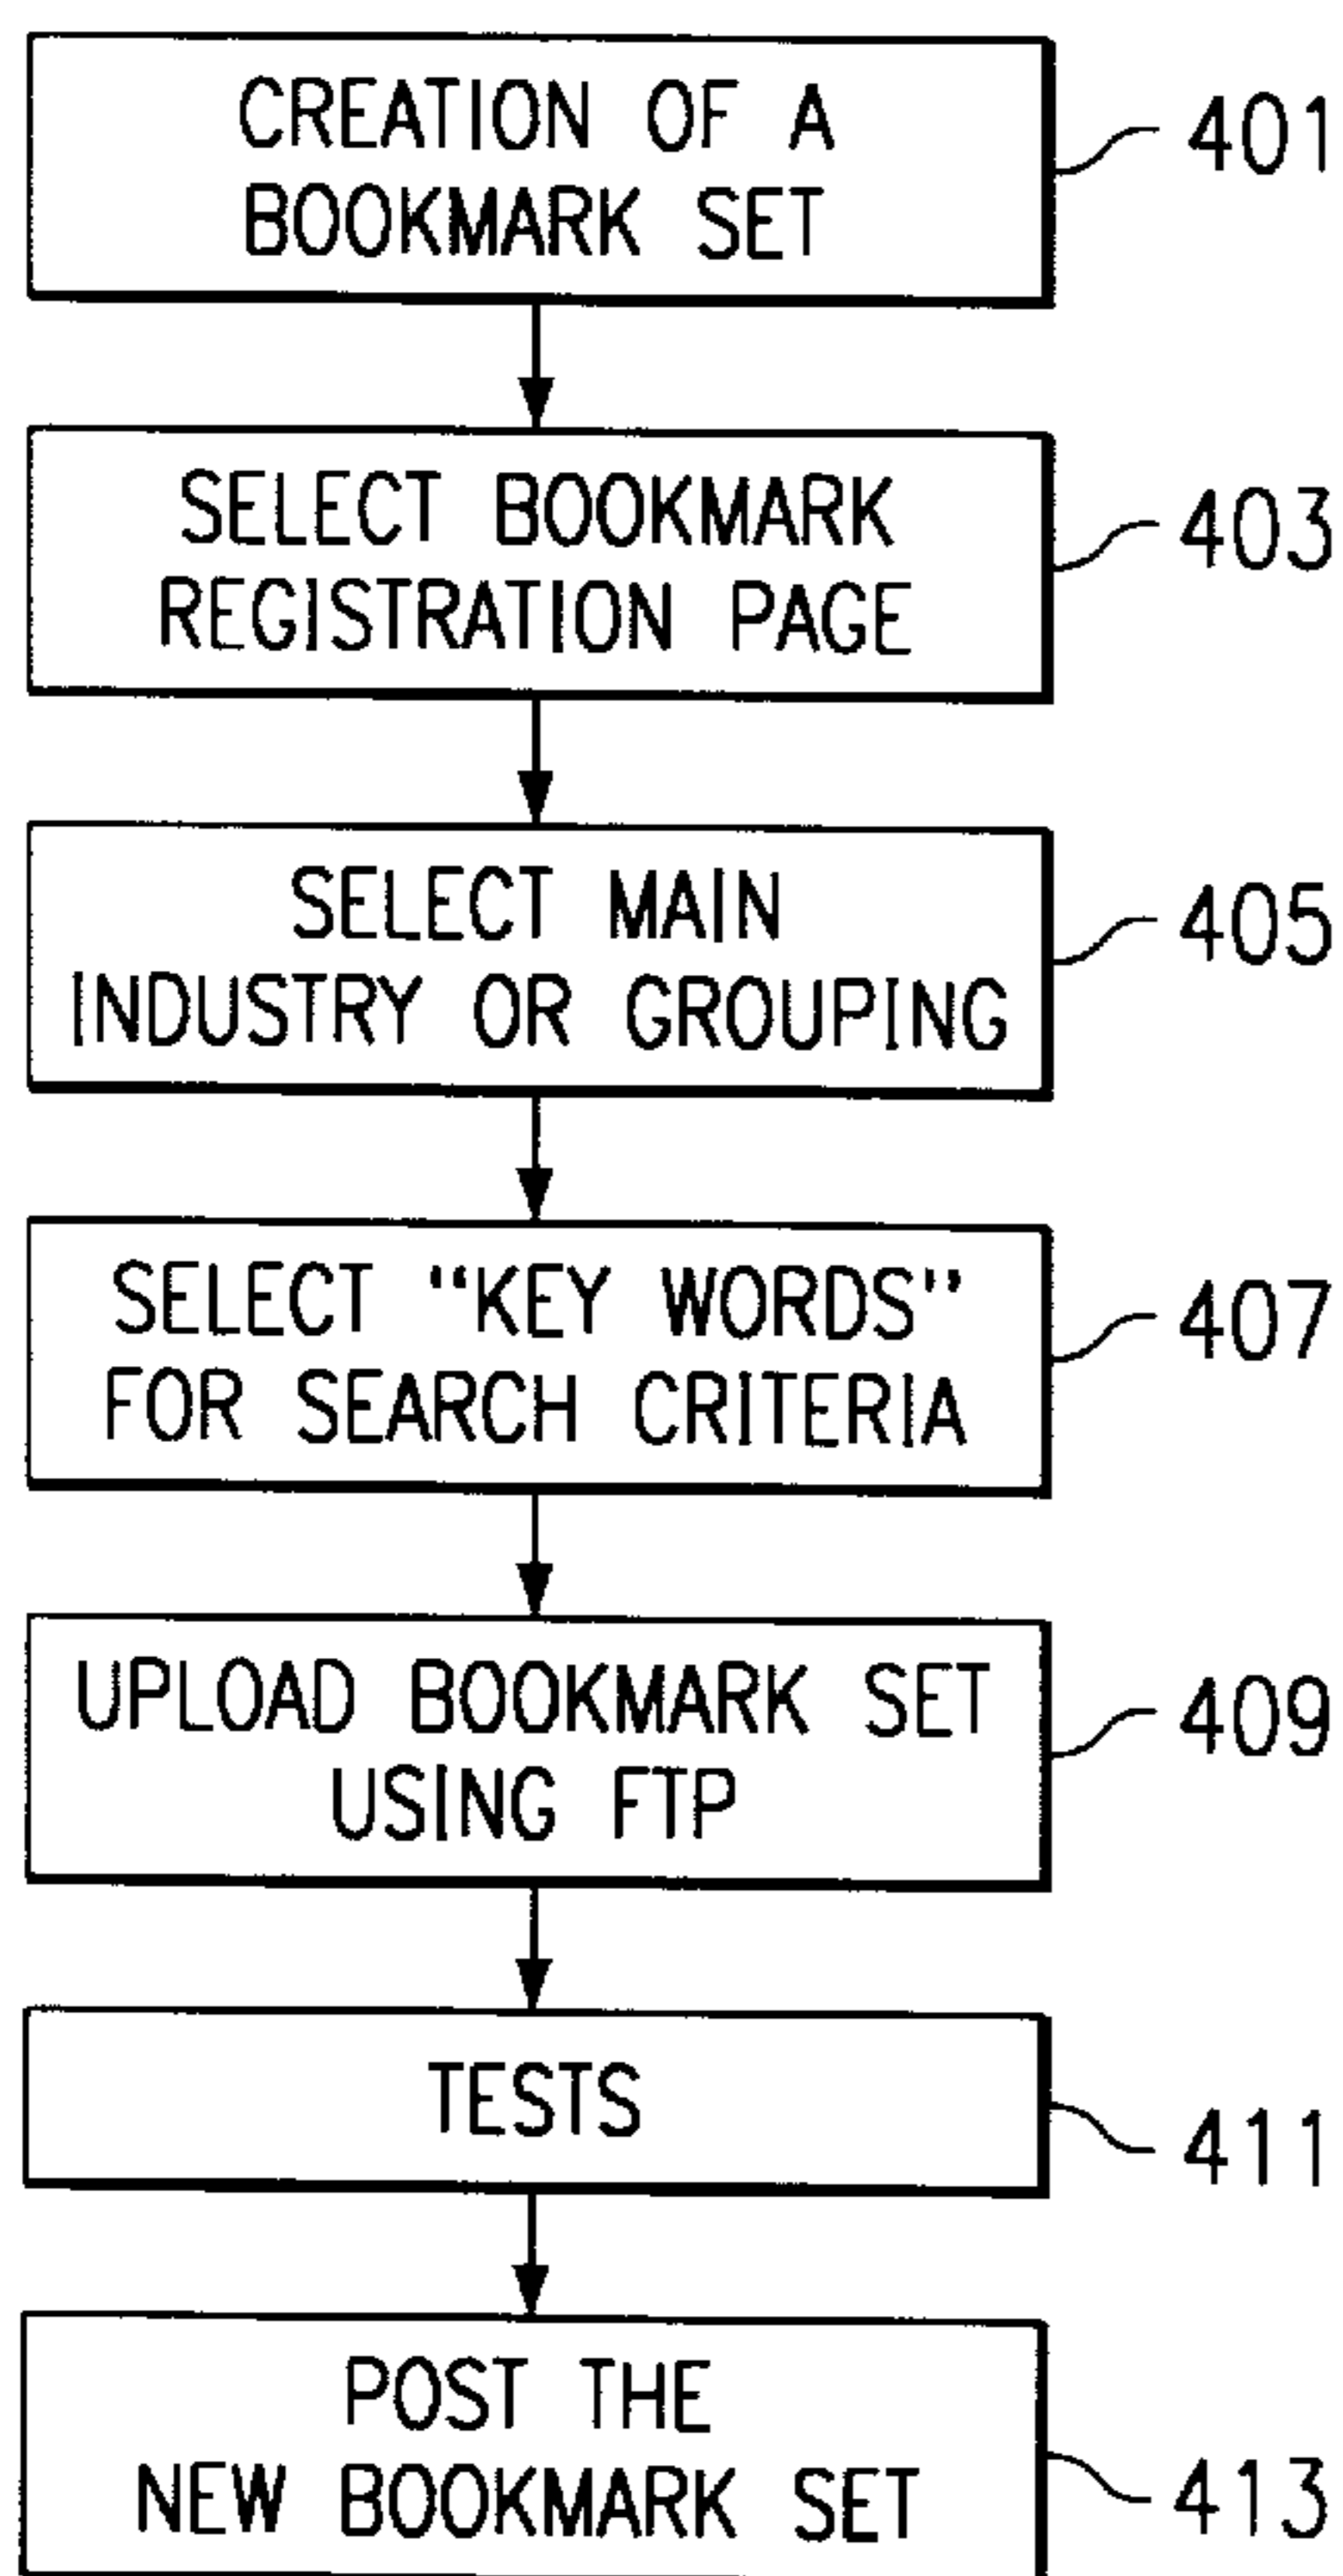 CREATION OF A
BOOKMARK SET
401
SELECT BOOKMARK
REGISTRATION PAGE
403
SELECT MAIN
INDUSTRY OR GROUPING
405
SELECT "KEY WORDS"
FOR SEARCH CRITERIA
407
UPLOAD BOOKMARK SET
USING FTP
409
TESTS
411
POST THE
NEW BOOKMARK SET
413